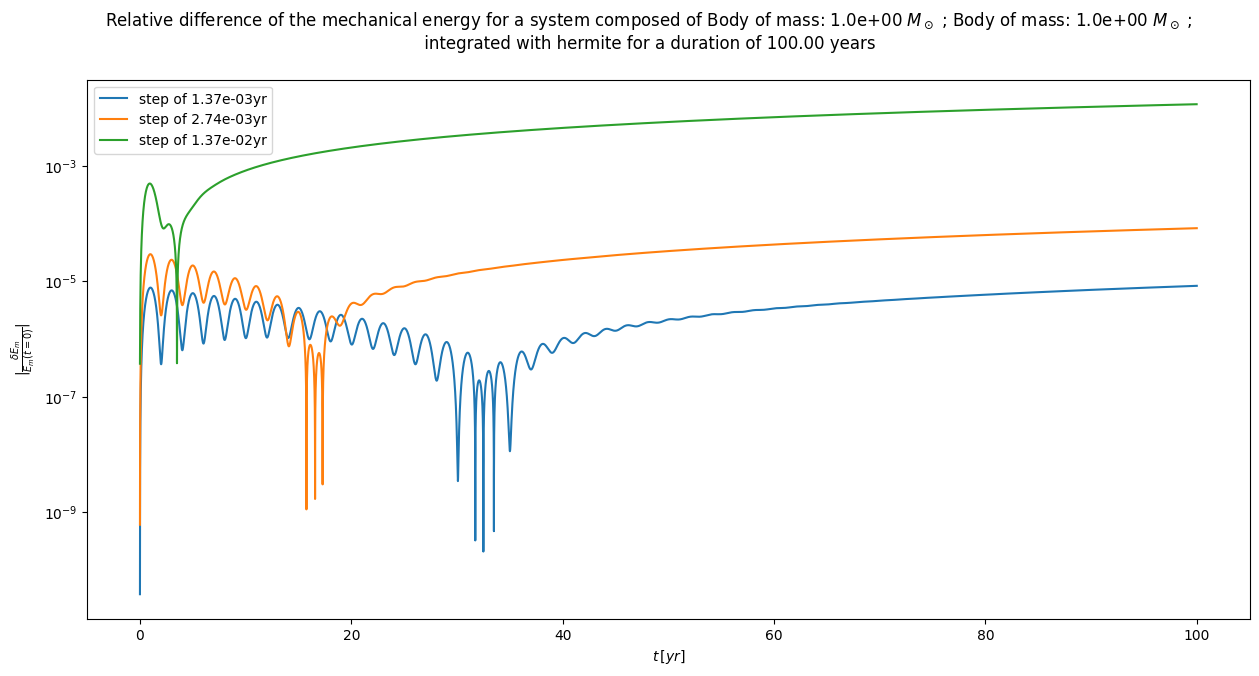 Relative difference of the mechanical energy for a system composed of Body of mass: 1.0e+00 $M_\odot$ ; Body of mass: 1.0e+00 $M_\odot$ ;
integrated with hermite for a duration of 100.00 years
step of 1.37e-03yr
step of 2.74e-03yr
step of 1.37e-02yr
$10^{-3}$
$10^{-5}$
$10^{-7}$
$10^{-9}$
$|\frac{\delta E_m}{E_m(t=0)}|$
0 20 40 60 80 100
$t\,[yr]$